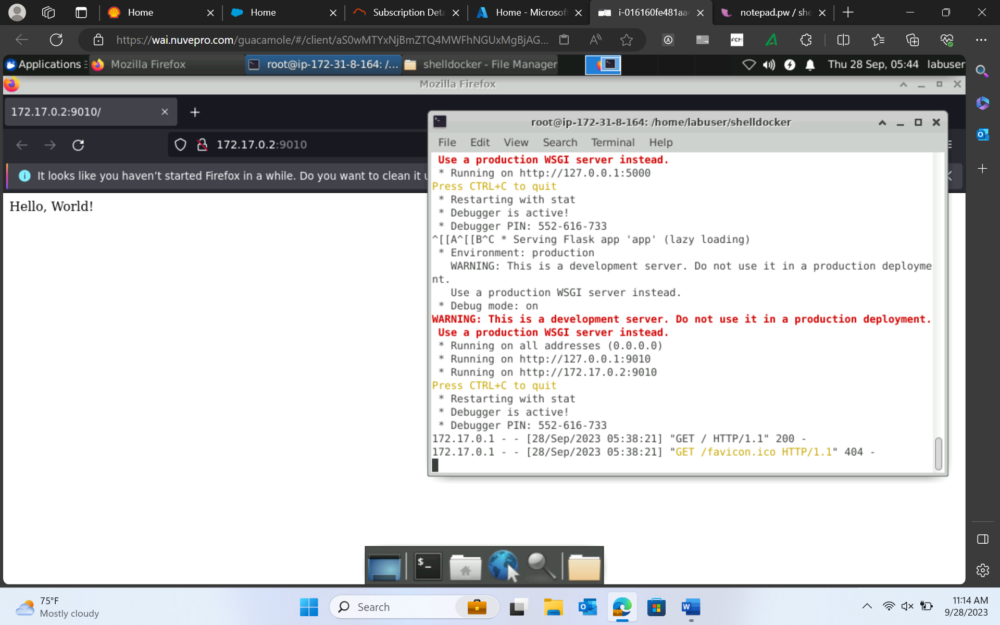 Home
Home
Subscription Deta
Home - Microsof
i-016160fe481aa
notepad.pw / she
https://wai.nuvepro.com/guacamole/#/client/aS0wMTYxNjBmZTQ4MWFhNGUxMgBjAG...
FCM
Applications
Mozilla Firefox
root@ip-172-31-8-164: /...
shelldocker - File Manager
Thu 28 Sep, 05:44
labuser
Mozilla Firefox
172.17.0.2:9010/
172.17.0.2:9010
It looks like you haven’t started Firefox in a while. Do you want to clean it u
Hello, World!
root@ip-172-31-8-164: /home/labuser/shelldocker
File Edit View Search Terminal Help
Use a production WSGI server instead.
* Running on http://127.0.0.1:5000
Press CTRL+C to quit
* Restarting with stat
* Debugger is active!
* Debugger PIN: 552-616-733
^[[A^[[B^C * Serving Flask app 'app' (lazy loading)
* Environment: production
WARNING: This is a development server. Do not use it in a production deployme
nt.
Use a production WSGI server instead.
* Debug mode: on
WARNING: This is a development server. Do not use it in a production deployment.
Use a production WSGI server instead.
* Running on all addresses (0.0.0.0)
* Running on http://127.0.0.1:9010
* Running on http://172.17.0.2:9010
Press CTRL+C to quit
* Restarting with stat
* Debugger is active!
* Debugger PIN: 552-616-733
172.17.0.1 - - [28/Sep/2023 05:38:21] "GET / HTTP/1.1" 200 -
172.17.0.1 - - [28/Sep/2023 05:38:21] "GET /favicon.ico HTTP/1.1" 404 -
75°F
Mostly cloudy
Search
11:14 AM
9/28/2023